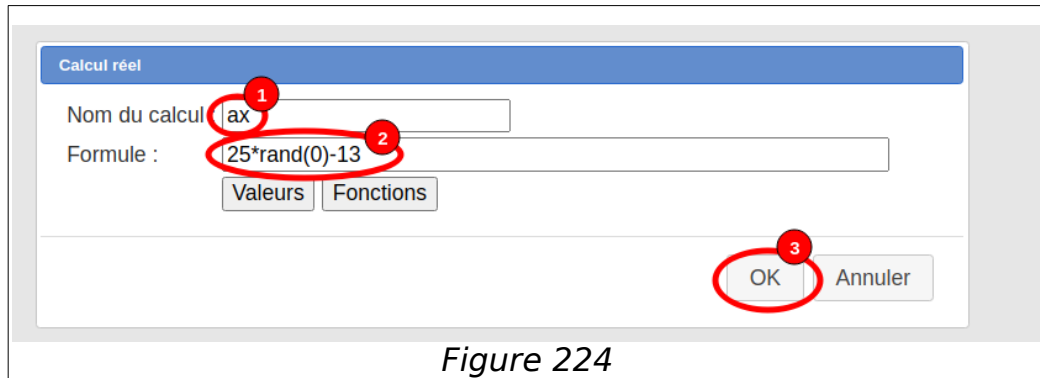 Calcul réel
Nom du calcul ax 1
Formule : 25*rand(0)-13 2
Valeurs Fonctions
3
OK Annuler
Figure 224